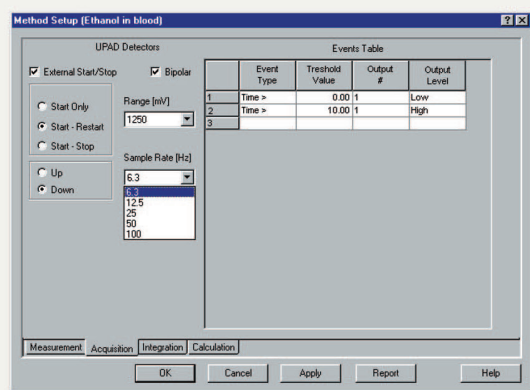 Method Setup (Ethanol in blood)
UPAD Detectors
External Start/Stop
Bipolar
Start Only
Start - Restart
Start - Stop
Up
Down
Range [mV]
1250
Sample Rate [Hz]
6.3
6.3
12.5
25
50
100
Events Table
Event Type Treshold Value Output # Output Level
1 Time > 0.00 1 Low
2 Time > 10.00 1 High
3
Measurement Acquisition Integration Calculation
OK Cancel Apply Report Help